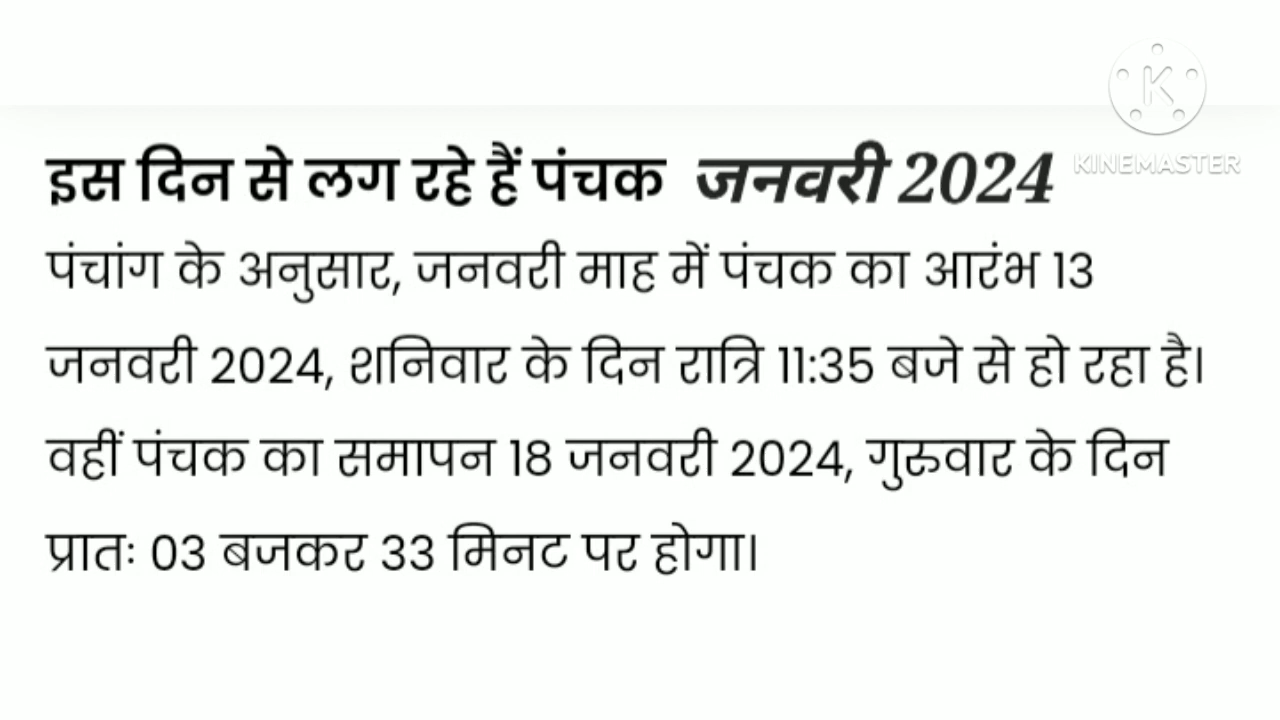 इस दिन से लग रहे हैं पंचक जनवरी 2024
KINEMASTER
पंचांग के अनुसार, जनवरी माह में पंचक का आरंभ 13
जनवरी 2024, शनिवार के दिन रात्रि 11:35 बजे से हो रहा है।
वहीं पंचक का समापन 18 जनवरी 2024, गुरुवार के दिन
प्रातः 03 बजकर 33 मिनट पर होगा।